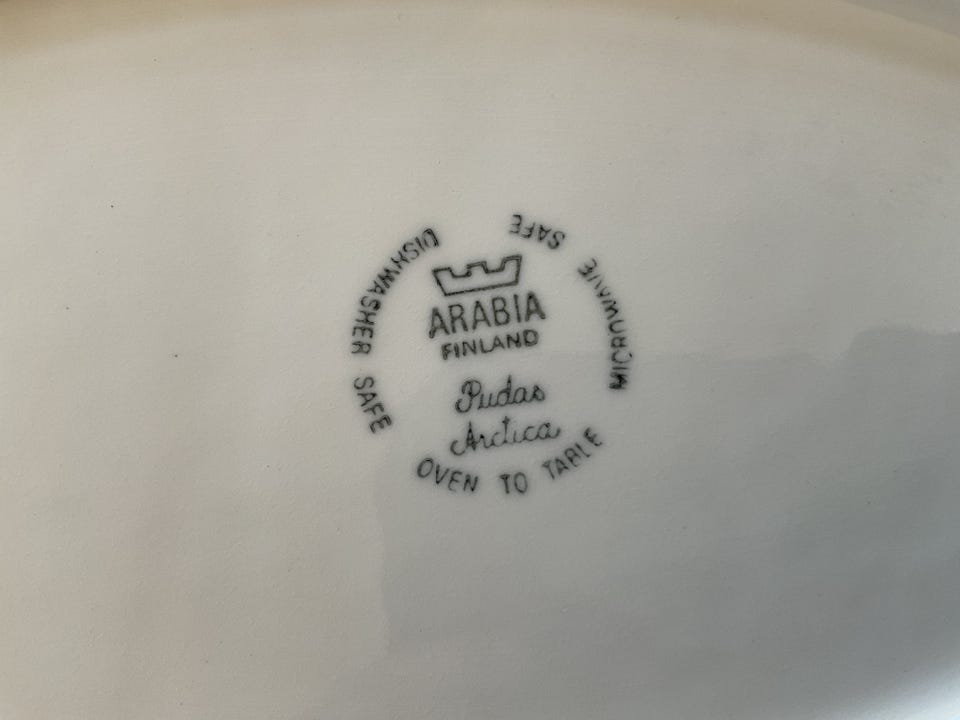 ARABIA
FINLAND
Pudas
Arctica
DISHWASHER SAFE
OVEN TO TABLE
MICROWAVE SAFE